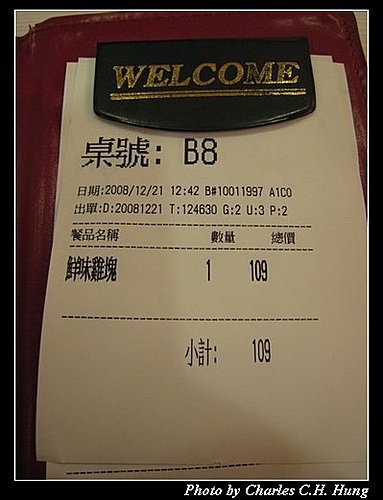 WELCOME
桌號: B8
日期:2008/12/21 12:42 B#10011997 A1C0
出單:D:20081221 T:124630 G:2 U:3 P:2
餐品名稱 數量 總價
鮮味雞塊 1 109
小計: 109
Photo by Charles C.H. Hung